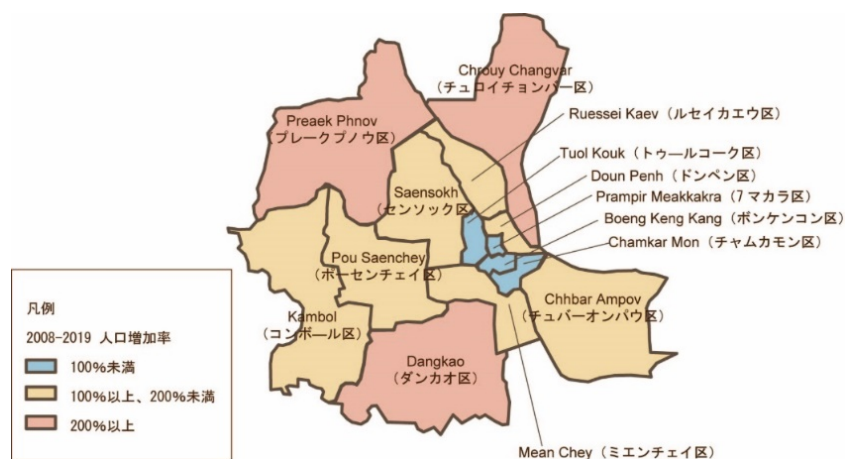 Chrouy Changvar
(チュロイチョンバー区)
Preaek Phnov
(プレークプノウ区)
Ruessei Kaev (ルセイカエウ区)
Tuol Kouk (トゥールコーク区)
Doun Penh (ドンペン区)
Saensokh
(センソック区)
Prampir Meakkakra (7マカラ区)
Boeng Keng Kang (ボンケンコン区)
Chamkar Mon (チャムカモン区)
Pou Saenchey
(ポーセンチェイ区)
Chhbar Ampov
(チュバーオンパウ区)
Kambol
(コンボール区)
Dangkao
(ダンカオ区)
Mean Chey (ミエンチェイ区)
凡例
2008-2019 人口増加率
100%未満
100%以上、200%未満
200%以上